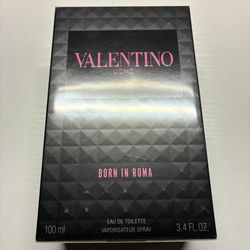 VALENTINO
UOMO
BORN IN ROMA
EAU DE TOILETTE
VAPORISATEUR SPRAY
100 ml
3.4 FL.OZ.